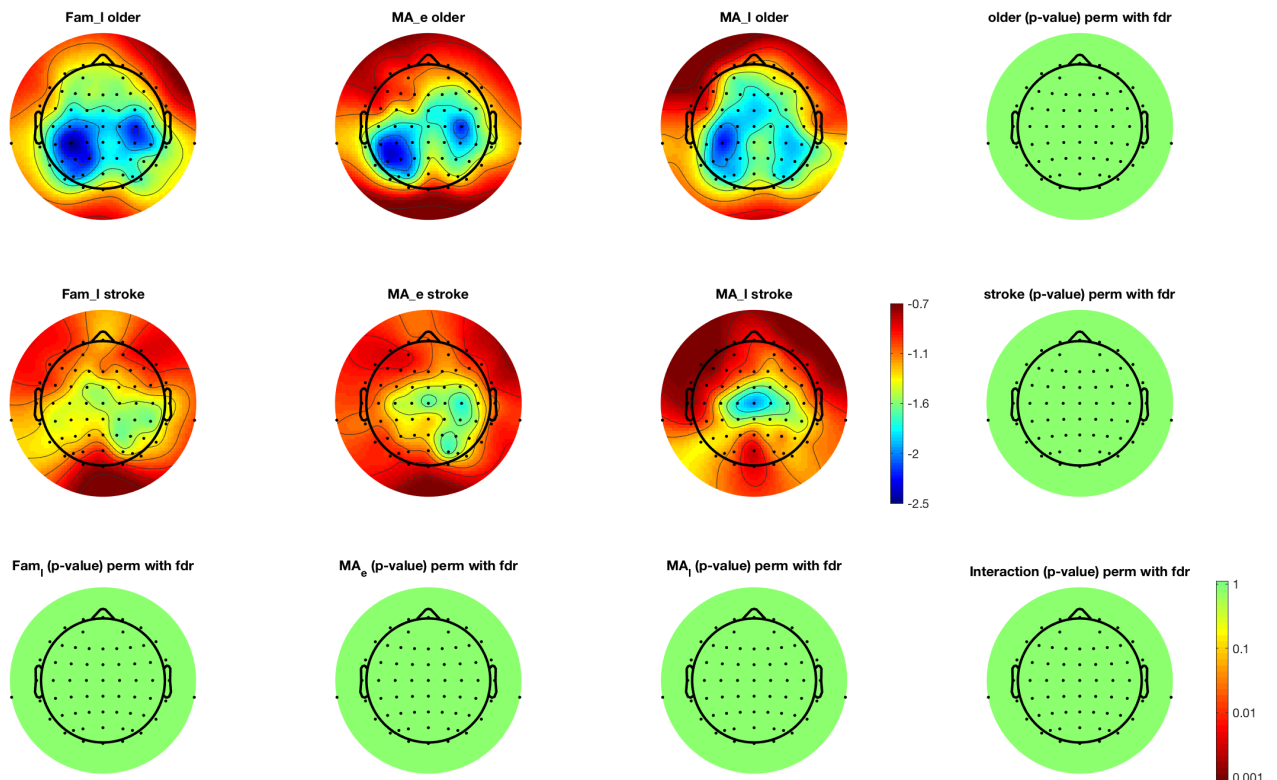 Fam_l older
MA_e older
MA_l older
older (p-value) perm with fdr
Fam_l stroke
MA_e stroke
MA_l stroke
stroke (p-value) perm with fdr
-0.7
-1.1
-1.6
-2
-2.5
Fam_l (p-value) perm with fdr
MA_e (p-value) perm with fdr
MA_l (p-value) perm with fdr
Interaction (p-value) perm with fdr
1
0.1
0.01
0.001